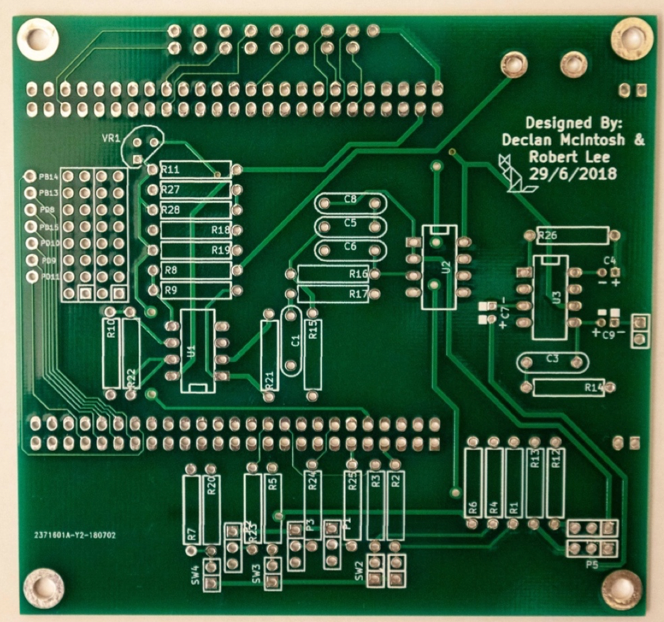 Designed By:
Declan McIntosh &
Robert Lee
29/6/2018
VR1
R11
PB14
PB13
R27
C8
PD8
R28
PD15
R18
C5
R26
PD10
R19
C6
PD9
R8
R16
U2
C4
PD11
R9
R17
U3
C7
R10
U1
C1
R15
C9
C3
R22
R21
R14
R20
R5
R24
R25
R3
R2
R6
R4
R1
R13
R12
2371601A-Y2-180702
R7
R23
P3
P1
P5
SW4
SW3
SW2